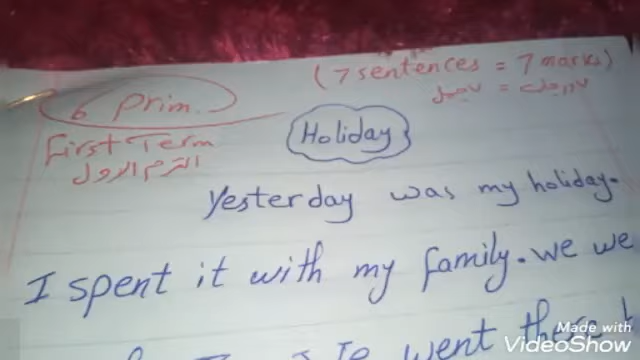 (7 sentences = 7 marks)
6 Prim.
٧ جمل = ٧ درجات
First Term
الترم الاول
Holiday
Yesterday was my holiday.
I spent it with my family. we we
went there
Made with
VideoShow